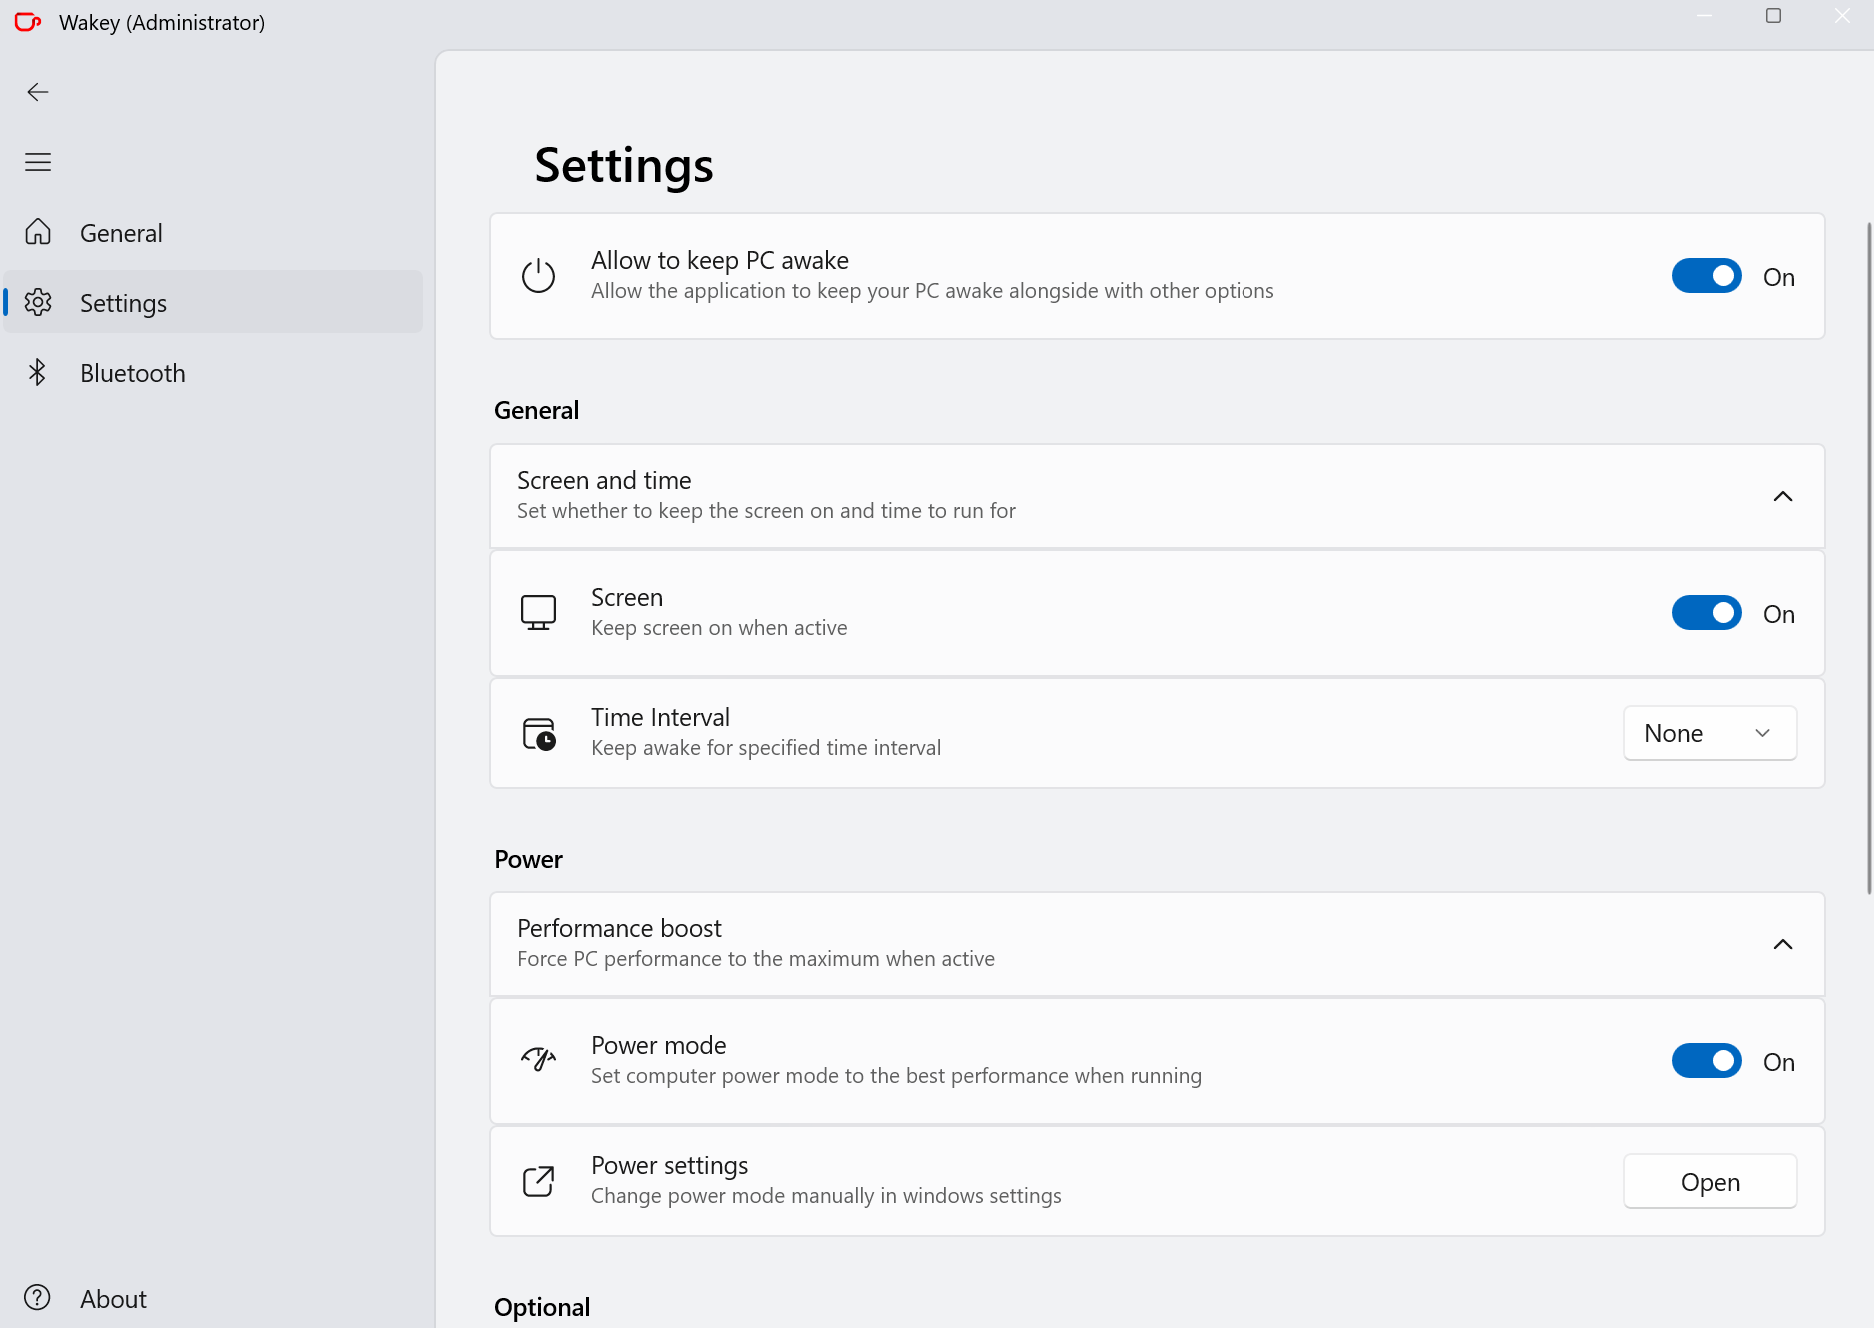 Wakey (Administrator)
General
Settings
Bluetooth
About
Settings
Allow to keep PC awake
Allow the application to keep your PC awake alongside with other options
On
General
Screen and time
Set whether to keep the screen on and time to run for
Screen
Keep screen on when active
On
Time Interval
Keep awake for specified time interval
None
Power
Performance boost
Force PC performance to the maximum when active
Power mode
Set computer power mode to the best performance when running
On
Power settings
Change power mode manually in windows settings
Open
Optional